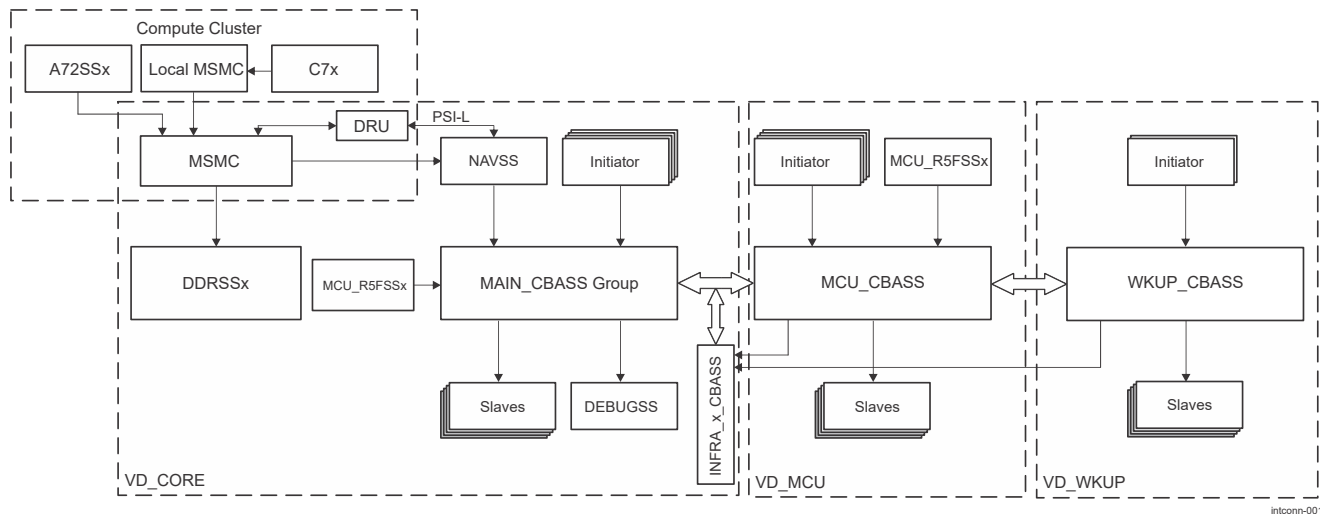 Compute Cluster
A72SSx
Local MSMC
C7x
DRU
PSI-L
MSMC
NAVSS
Initiator
Initiator
MCU_R5FSSx
Initiator
DDRSSx
MCU_R5FSSx
MAIN_CBASS Group
MCU_CBASS
WKUP_CBASS
INFRA_x_CBASS
Slaves
DEBUGSS
Slaves
Slaves
VD_CORE
VD_MCU
VD_WKUP
intconn-001